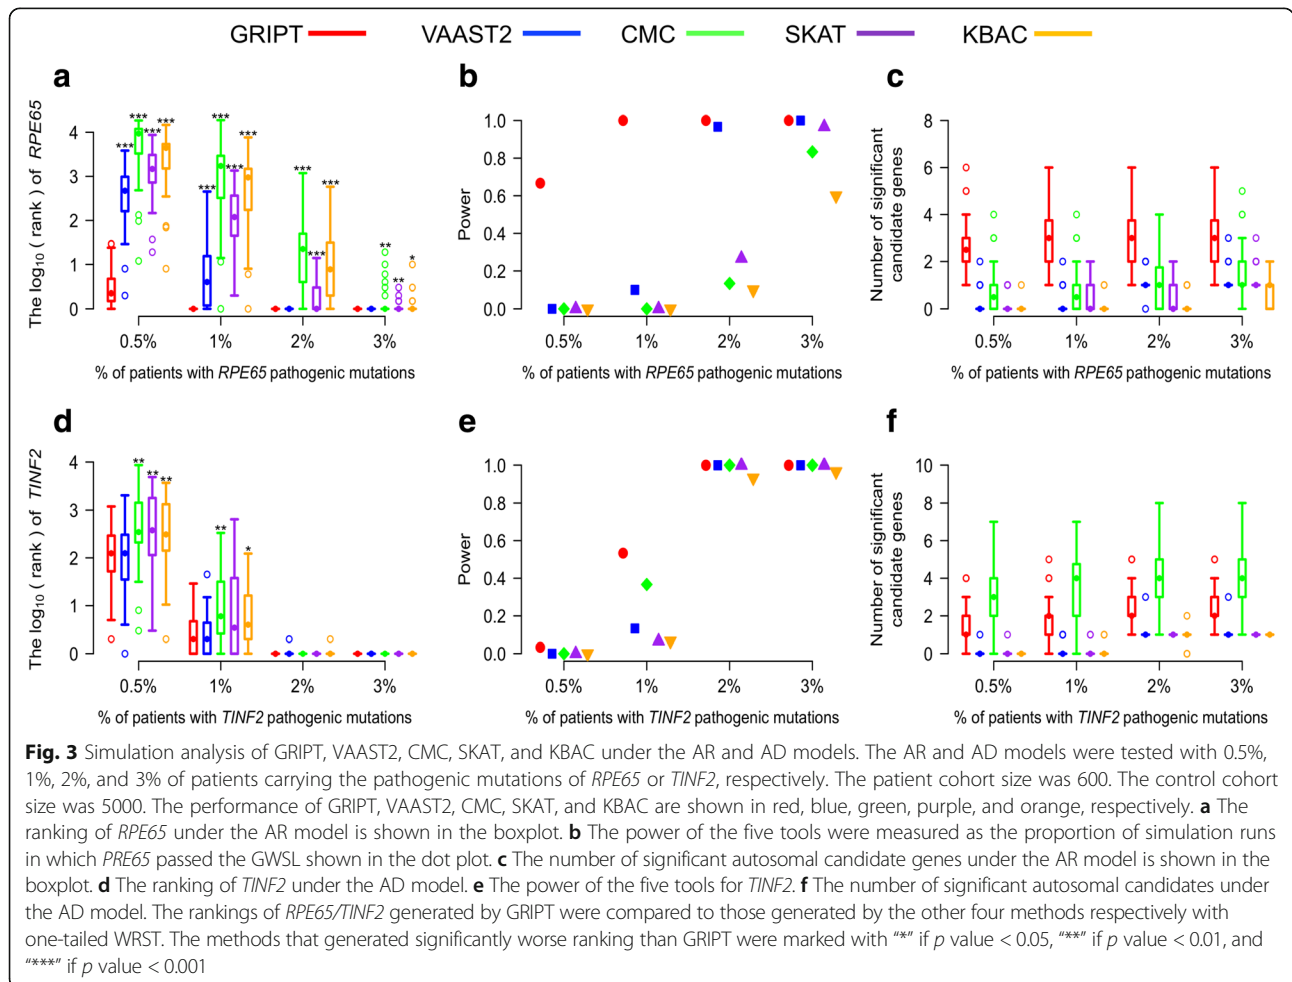 GRIPT VAAST2 CMC SKAT KBAC
a
The log10 ( rank ) of RPE65
4
3
2
1
0
*** *** *** *** *** *** *** *** *** *** *** ** ** *
0.5% 1% 2% 3%
% of patients with RPE65 pathogenic mutations
b
Power
1.0
0.8
0.6
0.4
0.2
0.0
0.5% 1% 2% 3%
% of patients with RPE65 pathogenic mutations
c
Number of significant
candidate genes
8
6
4
2
0
0.5% 1% 2% 3%
% of patients with RPE65 pathogenic mutations
d
The log10 ( rank ) of TINF2
4
3
2
1
0
** ** ** ** *
0.5% 1% 2% 3%
% of patients with TINF2 pathogenic mutations
e
Power
1.0
0.8
0.6
0.4
0.2
0.0
0.5% 1% 2% 3%
% of patients with TINF2 pathogenic mutations
f
Number of significant
candidate genes
10
8
6
4
2
0
0.5% 1% 2% 3%
% of patients with TINF2 pathogenic mutations
Fig. 3 Simulation analysis of GRIPT, VAAST2, CMC, SKAT, and KBAC under the AR and AD models. The AR and AD models were tested with 0.5%,
1%, 2%, and 3% of patients carrying the pathogenic mutations of RPE65 or TINF2, respectively. The patient cohort size was 600. The control cohort
size was 5000. The performance of GRIPT, VAAST2, CMC, SKAT, and KBAC are shown in red, blue, green, purple, and orange, respectively. a The
ranking of RPE65 under the AR model is shown in the boxplot. b The power of the five tools were measured as the proportion of simulation runs
in which PRE65 passed the GWSL shown in the dot plot. c The number of significant autosomal candidate genes under the AR model is shown in the
boxplot. d The ranking of TINF2 under the AD model. e The power of the five tools for TINF2. f The number of significant autosomal candidates under
the AD model. The rankings of RPE65/TINF2 generated by GRIPT were compared to those generated by the other four methods respectively with
one-tailed WRST. The methods that generated significantly worse ranking than GRIPT were marked with “*” if p value < 0.05, “**” if p value < 0.01, and
“***” if p value < 0.001